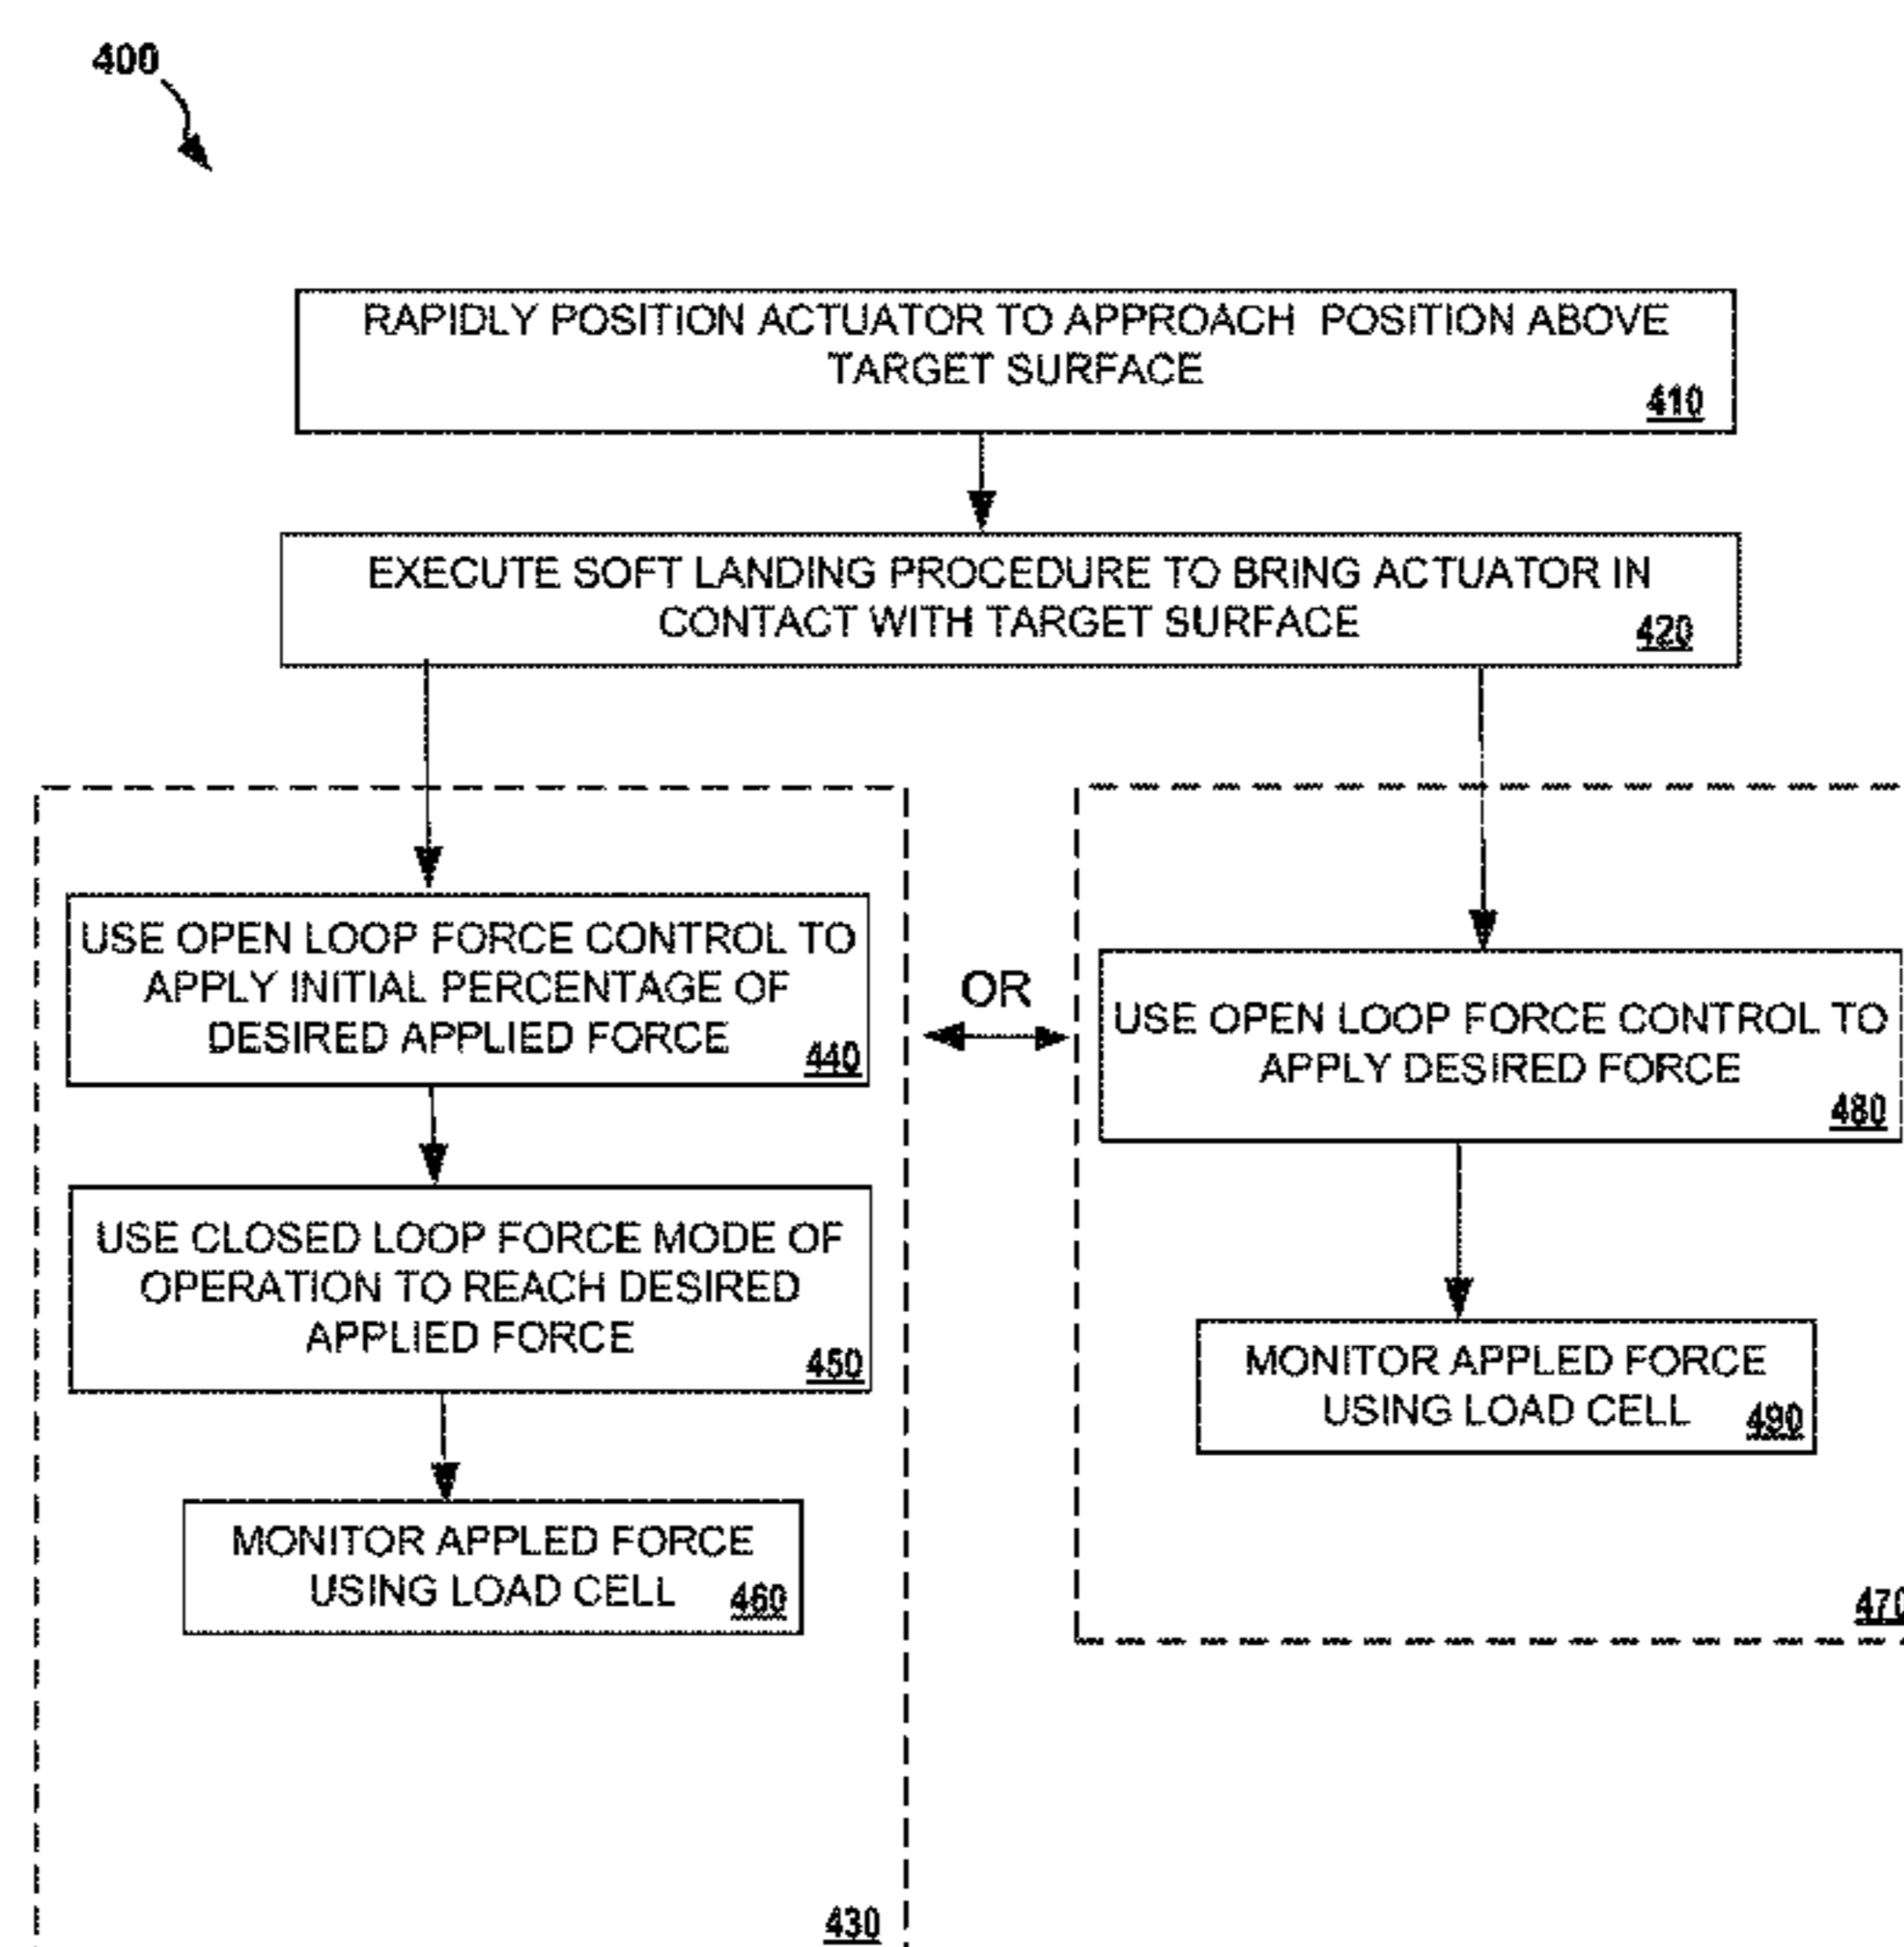 400
RAPIDLY POSITION ACTUATOR TO APPROACH POSITION ABOVE
TARGET SURFACE
410
EXECUTE SOFT LANDING PROCEDURE TO BRING ACTUATOR IN
CONTACT WITH TARGET SURFACE
420
USE OPEN LOOP FORCE CONTROL TO
APPLY INITIAL PERCENTAGE OF
DESIRED APPLIED FORCE
440
USE CLOSED LOOP FORCE MODE OF
OPERATION TO REACH DESIRED
APPLIED FORCE
450
MONITOR APPLED FORCE
USING LOAD CELL
460
430
OR
USE OPEN LOOP FORCE CONTROL TO
APPLY DESIRED FORCE
480
MONITOR APPLED FORCE
USING LOAD CELL
490
470